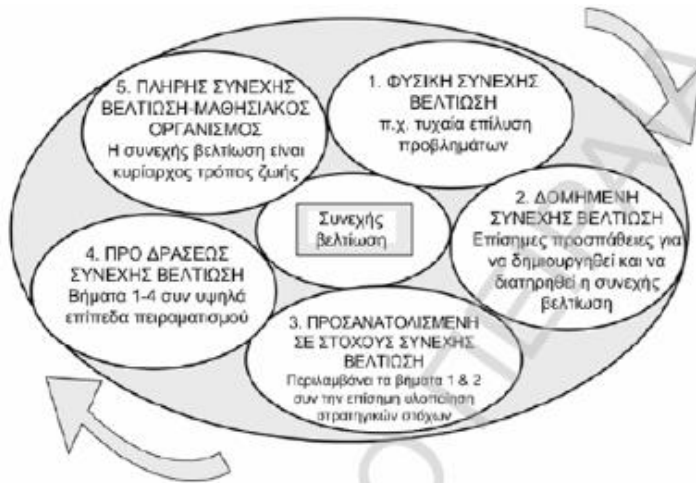 5. ΠΛΗΡΗΣ ΣΥΝΕΧΗΣ
ΒΕΛΤΙΩΣΗ-ΜΑΘΗΣΙΑΚΟΣ
ΟΡΓΑΝΙΣΜΟΣ
Η συνεχής βελτίωση είναι
κυρίαρχος τρόπος ζωής
1. ΦΥΣΙΚΗ ΣΥΝΕΧΗΣ
ΒΕΛΤΙΩΣΗ
π.χ. τυχαία επίλυση
προβλημάτων
2. ΔΟΜΗΜΕΝΗ
ΣΥΝΕΧΗΣ ΒΕΛΤΙΩΣΗ
Επίσημες προσπάθειες για
να δημιουργηθεί και να
διατηρηθεί η συνεχής
βελτίωση
Συνεχής
βελτίωση
4. ΠΡΟ ΔΡΑΣΕΩΣ
ΣΥΝΕΧΗΣ ΒΕΛΤΙΩΣΗ
Βήματα 1-4 συν υψηλά
επίπεδα πειραματισμού
3. ΠΡΟΣΑΝΑΤΟΛΙΣΜΕΝΗ
ΣΕ ΣΤΟΧΟΥΣ ΣΥΝΕΧΗΣ
ΒΕΛΤΙΩΣΗ
Περιλαμβάνει τα βήματα 1 & 2
συν την επίσημη υλοποίηση
στρατηγικών στόχων